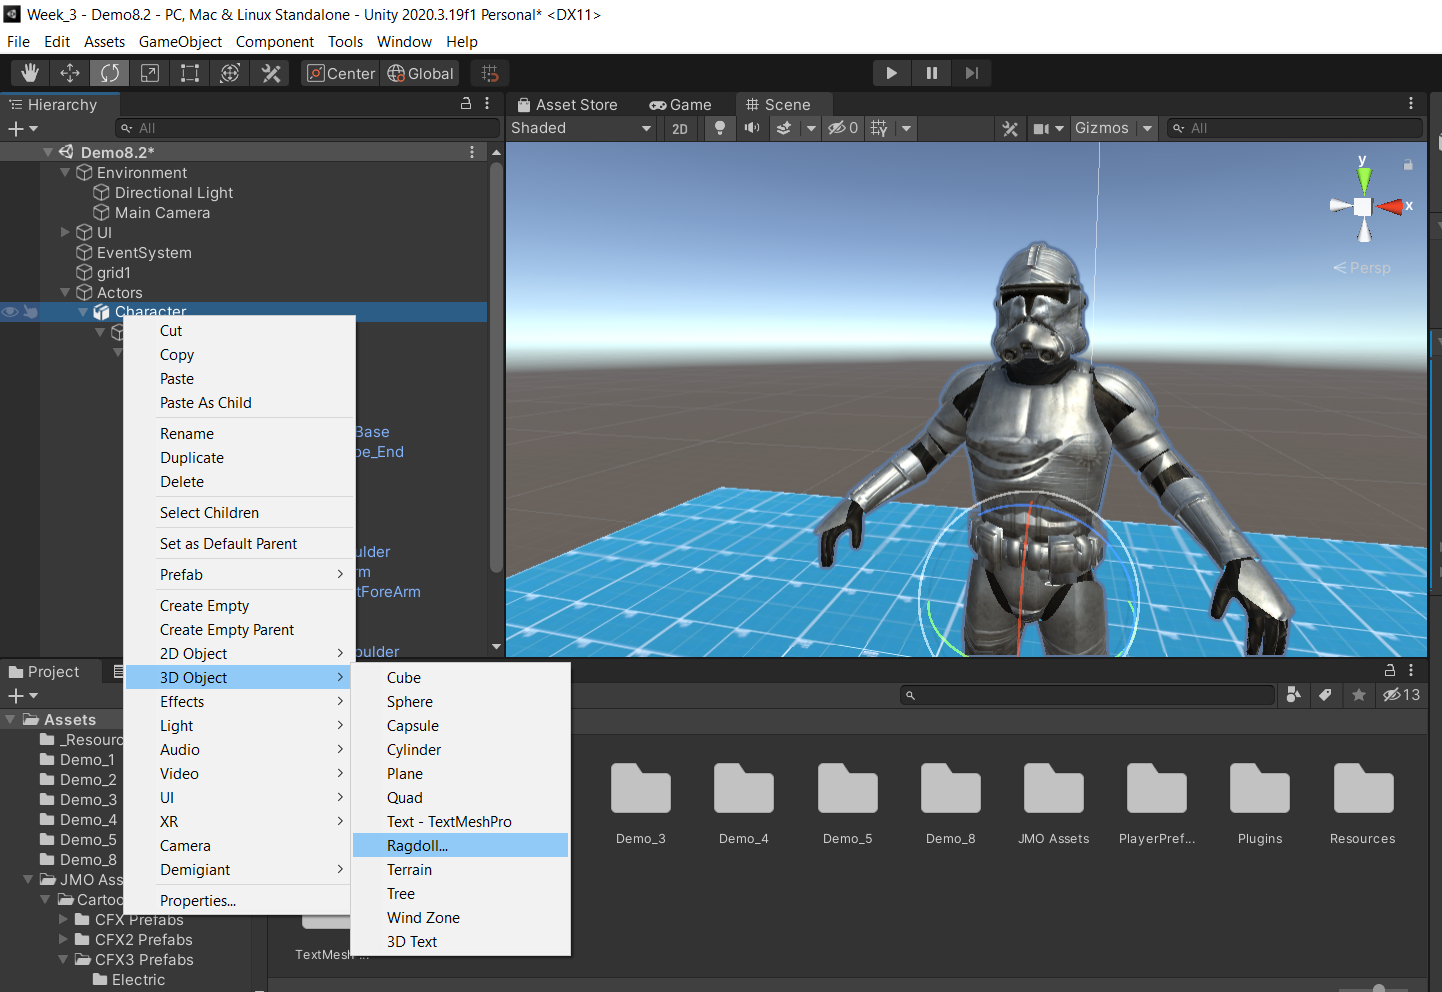 Week_3 - Demo8.2 - PC, Mac & Linux Standalone - Unity 2020.3.19f1 Personal* <DX11>
File Edit Assets GameObject Component Tools Window Help
Center Global
Hierarchy
All
Demo8.2*
Environment
Directional Light
Main Camera
UI
EventSystem
grid1
Actors
Character
Base
be_End
ulder
rm
tForeArm
oulder
Cut
Copy
Paste
Paste As Child
Rename
Duplicate
Delete
Select Children
Set as Default Parent
Prefab
Create Empty
Create Empty Parent
2D Object
3D Object
Effects
Light
Audio
Video
UI
XR
Camera
Demigiant
Properties...
Cube
Sphere
Capsule
Cylinder
Plane
Quad
Text - TextMeshPro
Ragdoll...
Terrain
Tree
Wind Zone
3D Text
Asset Store Game Scene
Shaded 2D 0 Gizmos All
y
x
Persp
Project
13
Assets
_Resourc
Demo_1
Demo_2
Demo_3
Demo_4
Demo_5
Demo_8
JMO Ass
Cartoo
CFX Prefabs
CFX2 Prefabs
CFX3 Prefabs
Electric
Demo_3 Demo_4 Demo_5 Demo_8 JMO Assets PlayerPref... Plugins Resources
TextMesh P...